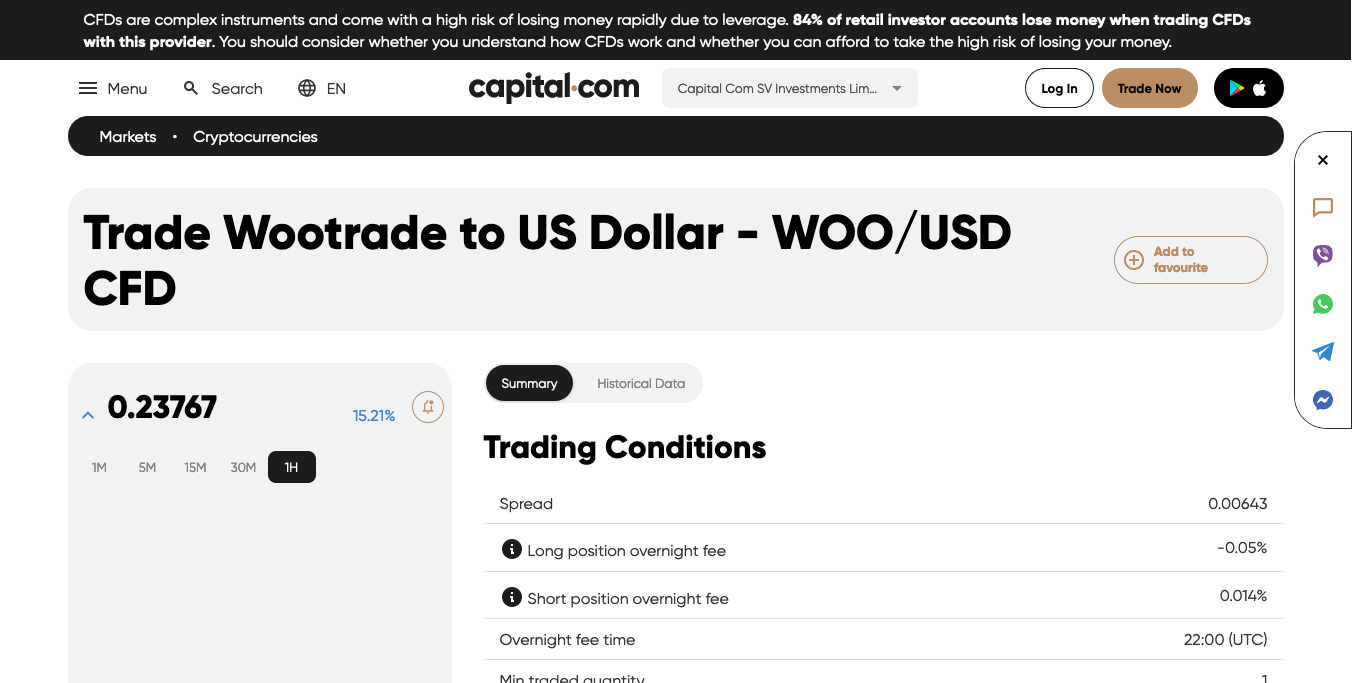 CFDs are complex instruments and come with a high risk of losing money rapidly due to leverage. 84% of retail investor accounts lose money when trading CFDs
with this provider. You should consider whether you understand how CFDs work and whether you can afford to take the high risk of losing your money.
Menu
Search
EN
capital.com
Capital Com SV Investments Lim...
Log In
Trade Now
Markets • Cryptocurrencies
Trade Wootrade to US Dollar - WOO/USD
CFD
Add to
favourite
0.23767
15.21%
1M 5M 15M 30M 1H
Summary
Historical Data
Trading Conditions
Spread 0.00643
Long position overnight fee -0.05%
Short position overnight fee 0.014%
Overnight fee time 22:00 (UTC)
Min traded quantity 1